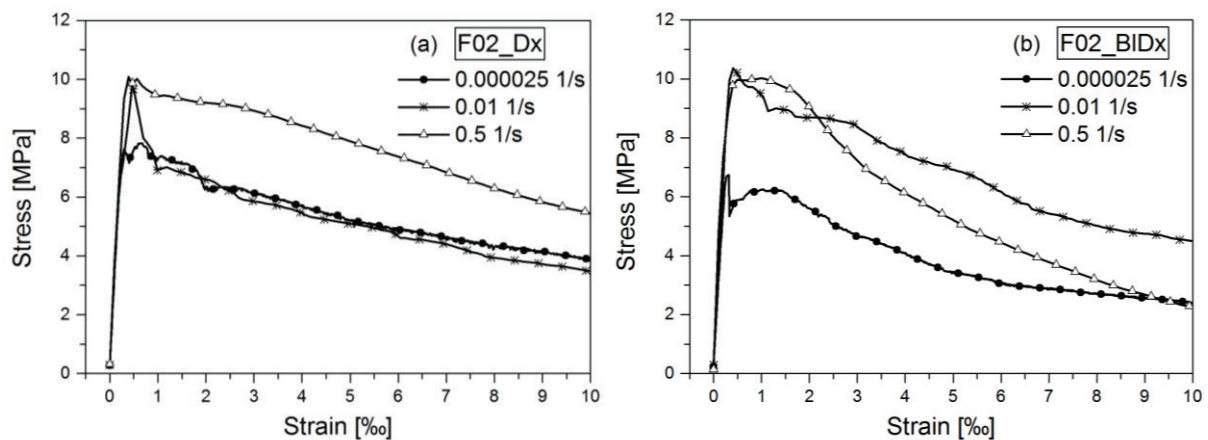 12
10
8
6
4
2
0
Stress [MPa]
(a) F02_Dx
0.000025 1/s
0.01 1/s
0.5 1/s
0 1 2 3 4 5 6 7 8 9 10
Strain [‰]
12
10
8
6
4
2
0
Stress [MPa]
(b) F02_BIDx
0.000025 1/s
0.01 1/s
0.5 1/s
0 1 2 3 4 5 6 7 8 9 10
Strain [‰]